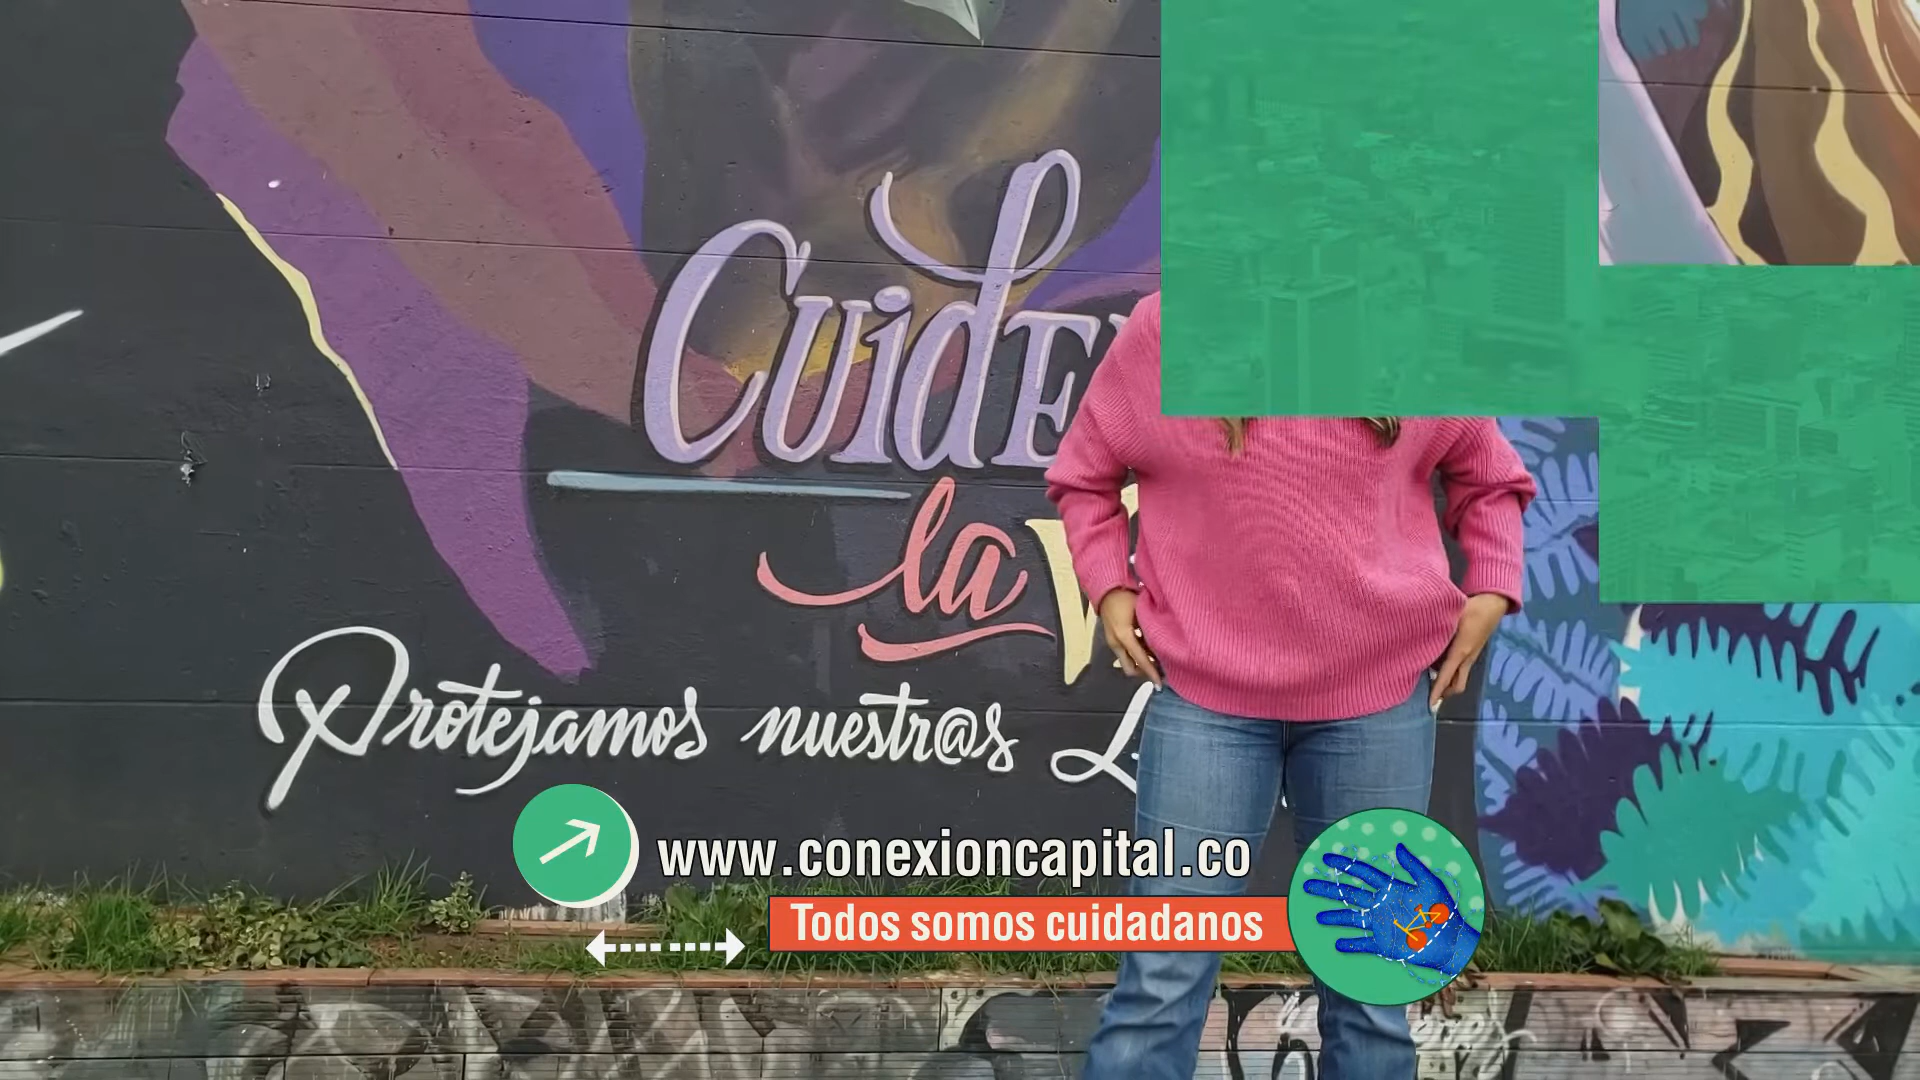 Cuide
la
Protejamos nuestr@s
www.conexioncapital.co
Todos somos cuidadanos